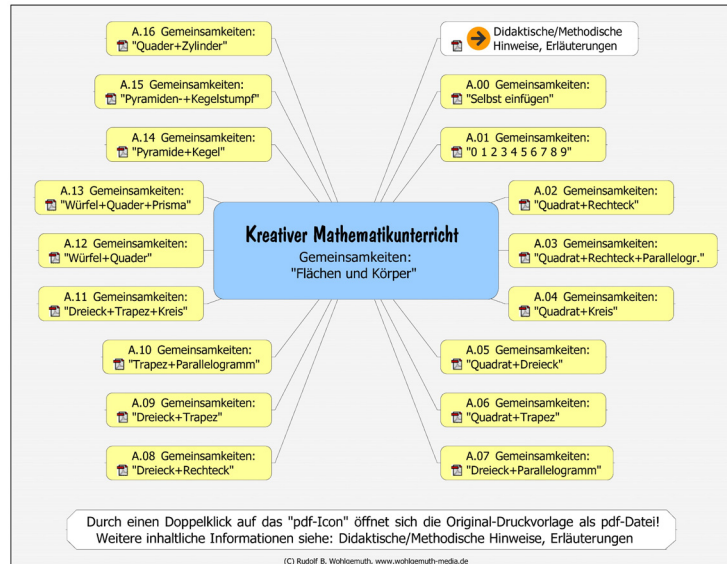 A.16 Gemeinsamkeiten:
"Quader+Zylinder"
A.15 Gemeinsamkeiten:
"Pyramiden-+Kegelstumpf"
A.14 Gemeinsamkeiten:
"Pyramide+Kegel"
A.13 Gemeinsamkeiten:
"Würfel+Quader+Prisma"
A.12 Gemeinsamkeiten:
"Würfel+Quader"
A.11 Gemeinsamkeiten:
"Dreieck+Trapez+Kreis"
A.10 Gemeinsamkeiten:
"Trapez+Parallelogramm"
A.09 Gemeinsamkeiten:
"Dreieck+Trapez"
A.08 Gemeinsamkeiten:
"Dreieck+Rechteck"
Kreativer Mathematikunterricht
Gemeinsamkeiten:
"Flächen und Körper"
Didaktische/Methodische
Hinweise, Erläuterungen
A.00 Gemeinsamkeiten:
"Selbst einfügen"
A.01 Gemeinsamkeiten:
"0 1 2 3 4 5 6 7 8 9"
A.02 Gemeinsamkeiten:
"Quadrat+Rechteck"
A.03 Gemeinsamkeiten:
"Quadrat+Rechteck+Parallelogr."
A.04 Gemeinsamkeiten:
"Quadrat+Kreis"
A.05 Gemeinsamkeiten:
"Quadrat+Dreieck"
A.06 Gemeinsamkeiten:
"Quadrat+Trapez"
A.07 Gemeinsamkeiten:
"Dreieck+Parallelogramm"
Durch einen Doppelklick auf das "pdf-Icon" öffnet sich die Original-Druckvorlage als pdf-Datei!
Weitere inhaltliche Informationen siehe: Didaktische/Methodische Hinweise, Erläuterungen
(C) Rudolf B. Wohlgemuth, www.wohlgemuth-media.de